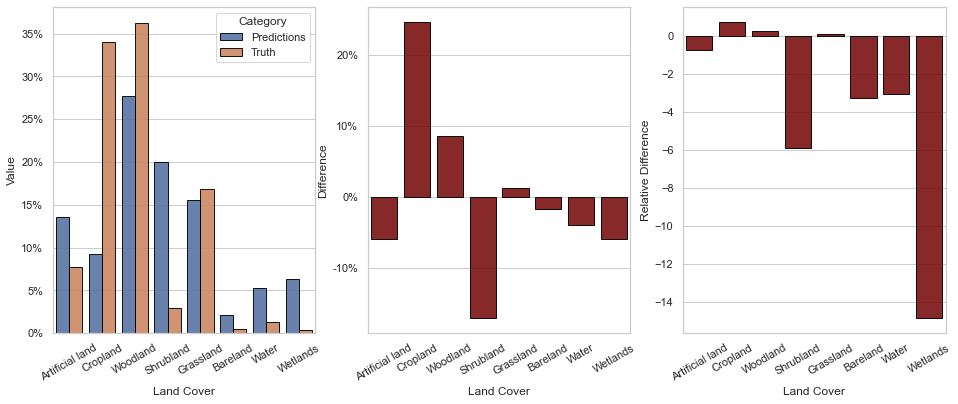 Category
Predictions
Truth
35%
30%
25%
20%
15%
10%
5%
0%
Value
Artificial land
Cropland
Woodland
Shrubland
Grassland
Bareland
Water
Wetlands
Land Cover
20%
10%
0%
-10%
Difference
Artificial land
Cropland
Woodland
Shrubland
Grassland
Bareland
Water
Wetlands
Land Cover
0
−2
−4
−6
−8
−10
−12
−14
Relative Difference
Artificial land
Cropland
Woodland
Shrubland
Grassland
Bareland
Water
Wetlands
Land Cover